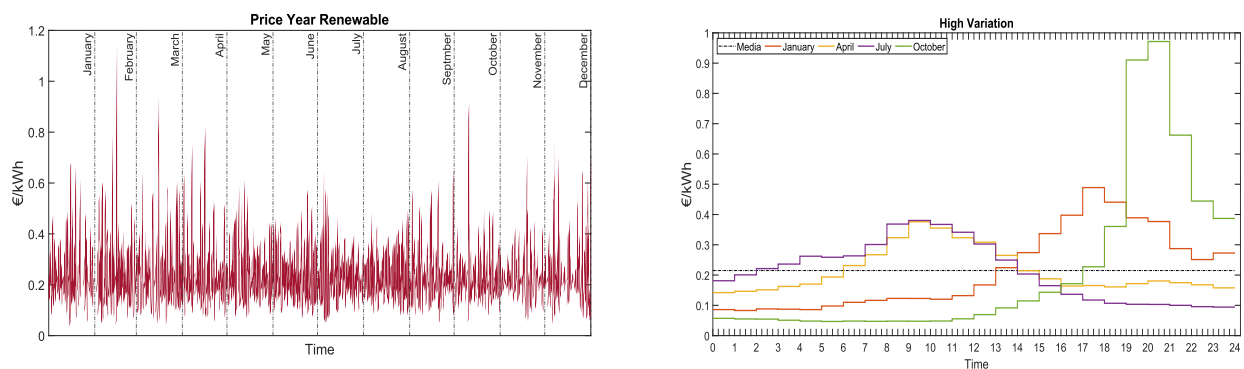 Price Year Renewable
1.2
1
0.8
0.6
0.4
0.2
0
€/kWh
January
February
March
April
May
June
July
August
Septmber
October
November
December
Time
High Variation
Media January April July October
1
0.9
0.8
0.7
0.6
0.5
0.4
0.3
0.2
0.1
0
€/kWh
0 1 2 3 4 5 6 7 8 9 10 11 12 13 14 15 16 17 18 19 20 21 22 23 24
Time